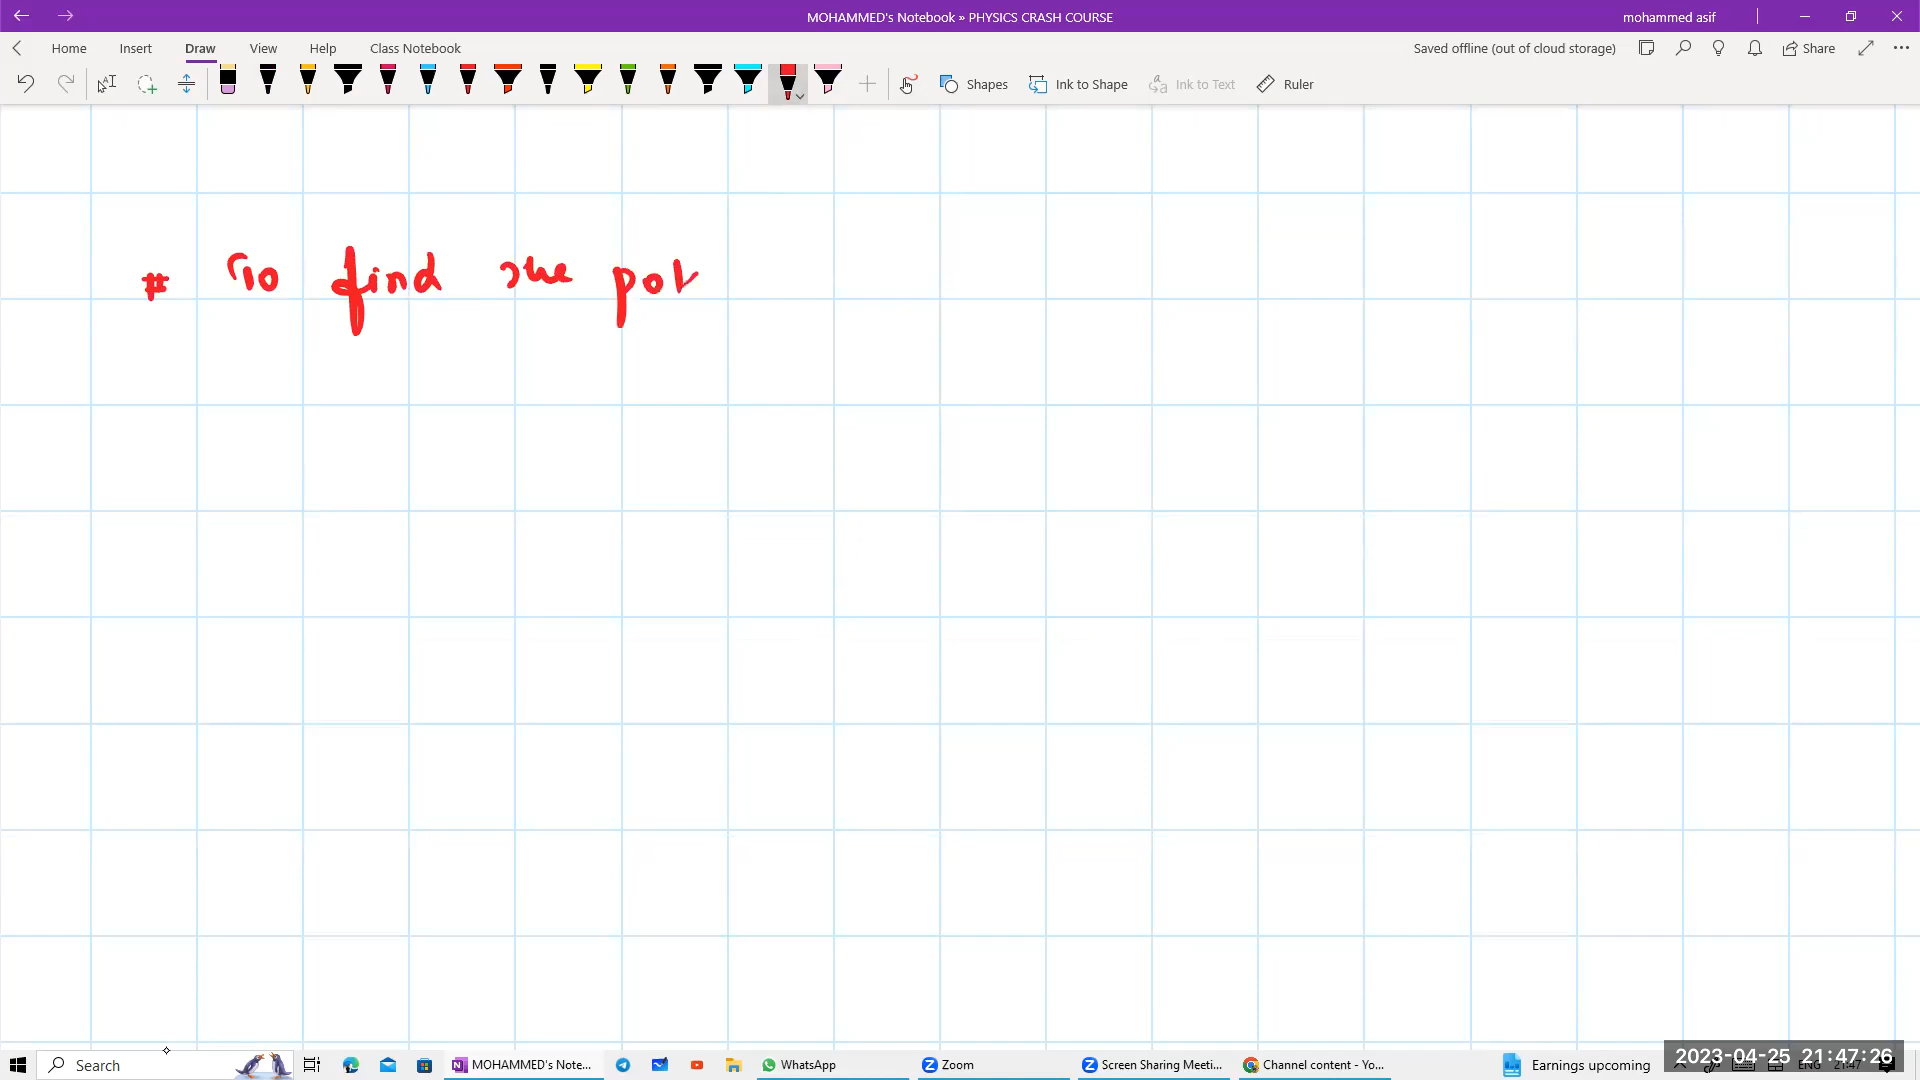 MOHAMMED's Notebook » PHYSICS CRASH COURSE
mohammed asif
Home Insert Draw View Help Class Notebook
Saved offline (out of cloud storage)
Share
Shapes
Ink to Shape
Ink to Text
Ruler
# To find the pot
Search
MOHAMMED's Note...
WhatsApp
Zoom
Screen Sharing Meeti...
Channel content - Yo...
Earnings upcoming
2023-04-25 21:47:26